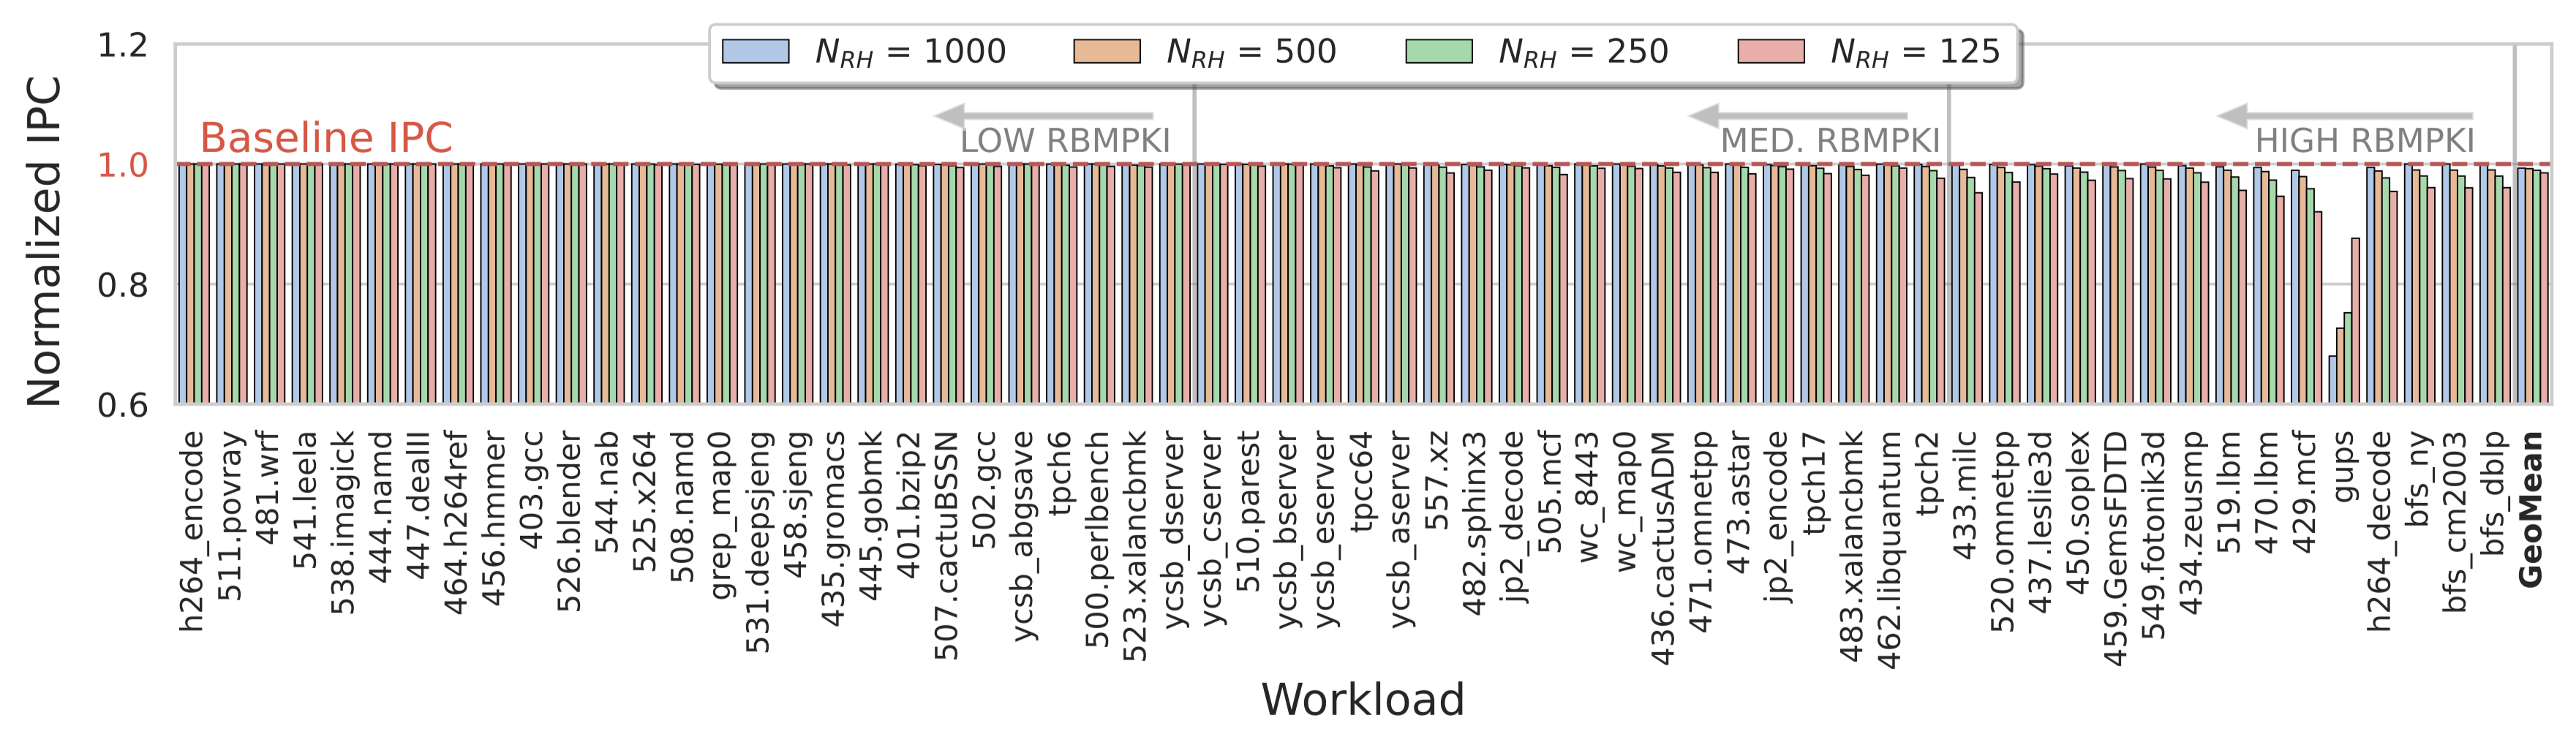 N_RH = 1000
N_RH = 500
N_RH = 250
N_RH = 125
Normalized IPC
1.2
1.0
0.8
0.6
Baseline IPC
LOW RBMPKI
MED. RBMPKI
HIGH RBMPKI
h264_encode
511.povray
481.wrf
541.leela
538.imagick
444.namd
447.dealII
464.h264ref
456.hmmer
403.gcc
526.blender
544.nab
525.x264
508.namd
grep_map0
531.deepsjeng
458.sjeng
435.gromacs
445.gobmk
401.bzip2
507.cactuBSSN
502.gcc
ycsb_abgsave
tpch6
500.perlbench
523.xalancbmk
ycsb_dserver
ycsb_cserver
510.parest
ycsb_bserver
ycsb_eserver
tpcc64
ycsb_aserver
557.xz
482.sphinx3
jp2_decode
505.mcf
wc_8443
wc_map0
436.cactusADM
471.omnetpp
473.astar
jp2_encode
tpch17
483.xalancbmk
462.libquantum
tpch2
433.milc
520.omnetpp
437.leslie3d
450.soplex
459.GemsFDTD
549.fotonik3d
434.zeusmp
519.lbm
470.lbm
429.mcf
gups
h264_decode
bfs_ny
bfs_cm2003
bfs_dblp
GeoMean
Workload